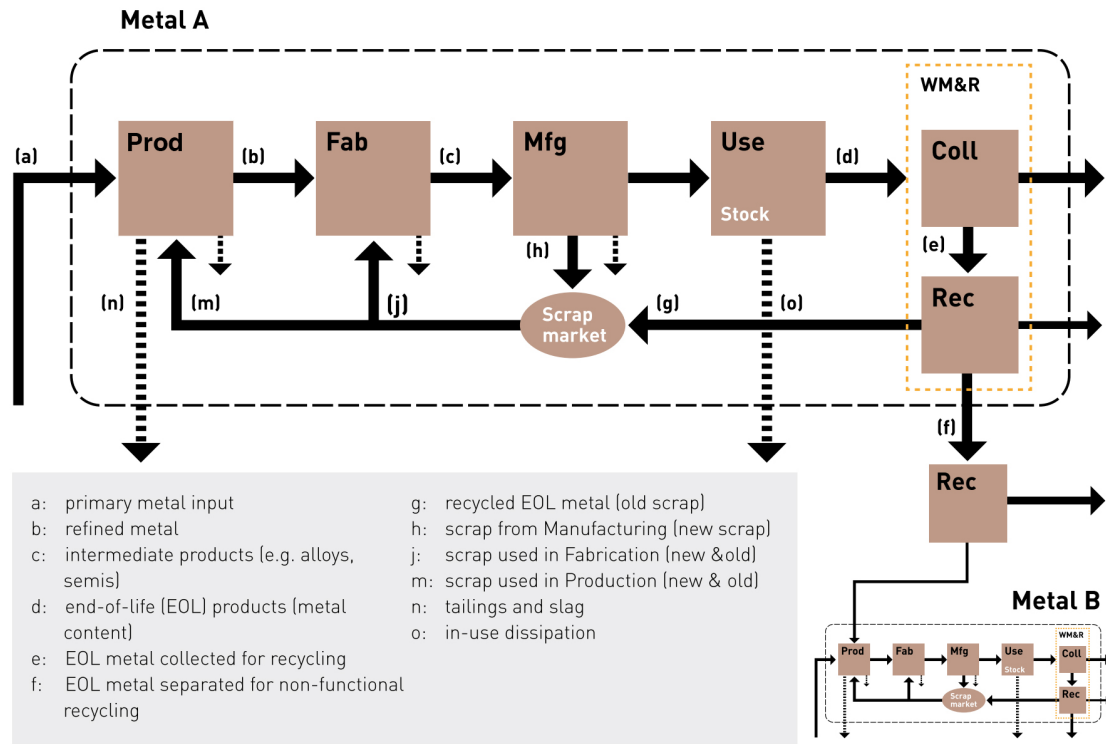 Metal A
WM&R
(a)
Prod
(b)
Fab
(c)
Mfg
Use
Stock
(d)
Coll
(h)
(e)
(n)
(m)
(j)
Scrap
market
(g)
(o)
Rec
(f)
Rec
a: primary metal input
b: refined metal
c: intermediate products (e.g. alloys,
semis)
d: end-of-life (EOL) products (metal
content)
e: EOL metal collected for recycling
f: EOL metal separated for non-functional
recycling
g: recycled EOL metal (old scrap)
h: scrap from Manufacturing (new scrap)
j: scrap used in Fabrication (new &old)
m: scrap used in Production (new & old)
n: tailings and slag
o: in-use dissipation
Metal B
WM&R
Prod
Fab
Mfg
Use
Stock
Coll
Scrap
market
Rec